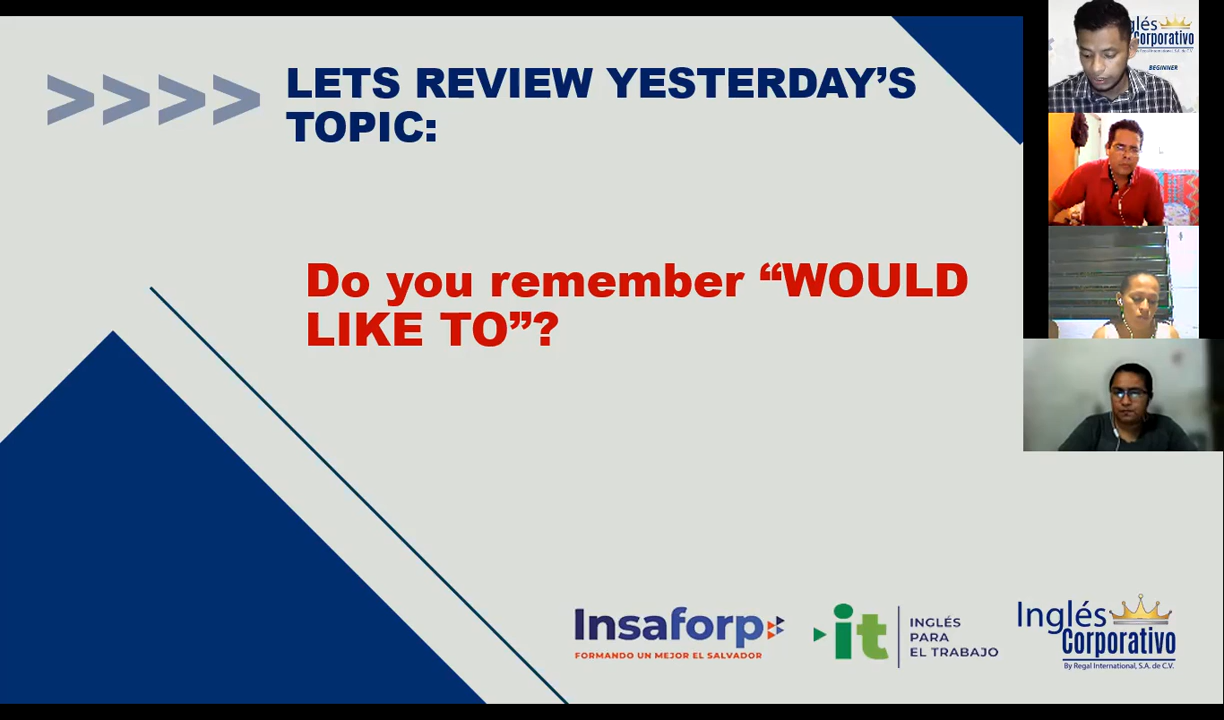 >>>> LETS REVIEW YESTERDAY’S
TOPIC:
Do you remember “WOULD
LIKE TO”?
Insaforp
FORMANDO UN MEJOR EL SALVADOR
it
INGLÉS
PARA
EL TRABAJO
Inglés
Corporativo
By Regal International, S.A. de C.V.
glés
Corporativo
BEGINNER